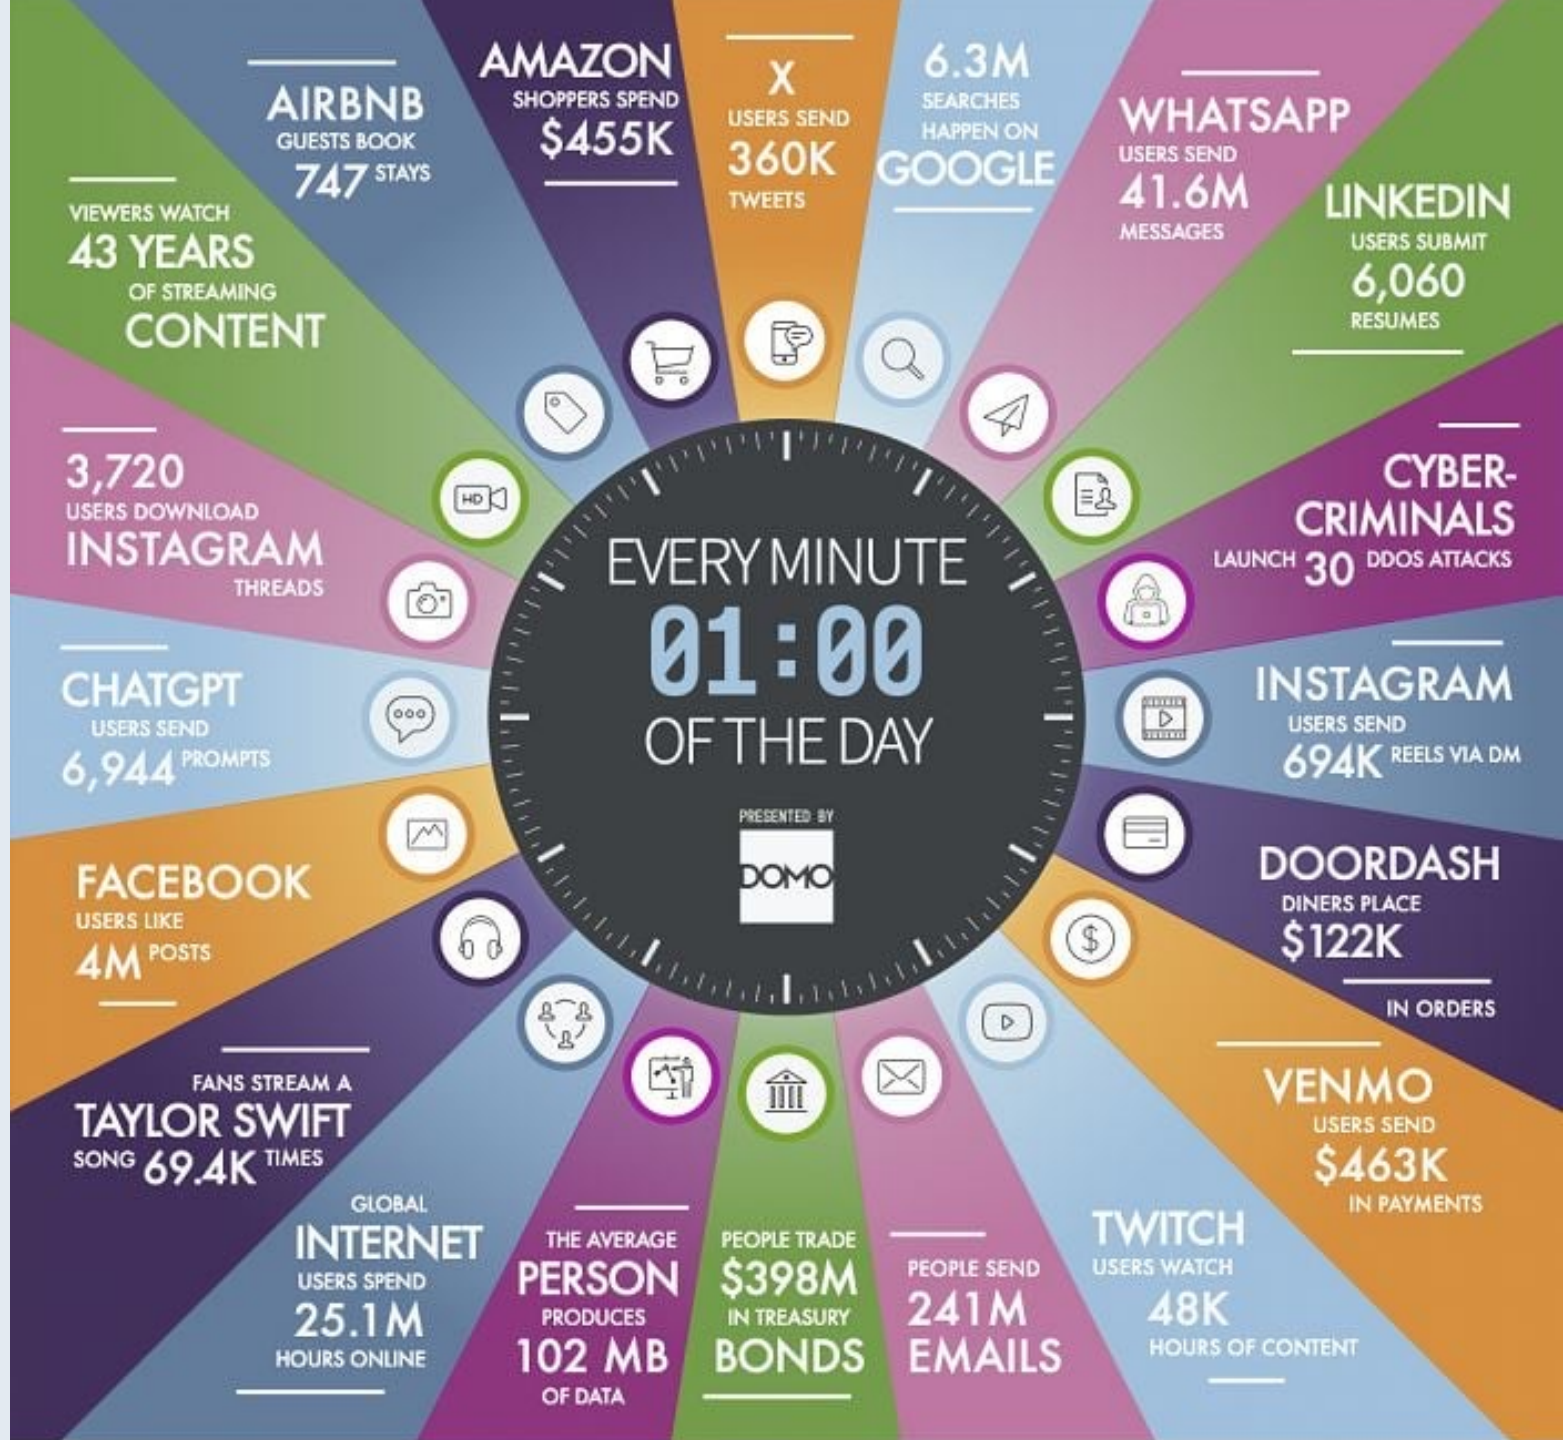 AMAZON
SHOPPERS SPEND
$455K
X
USERS SEND
360K
TWEETS
6.3M
SEARCHES
HAPPEN ON
GOOGLE
WHATSAPP
USERS SEND
41.6M
MESSAGES
LINKEDIN
USERS SUBMIT
6,060
RESUMES
CYBER-
CRIMINALS
LAUNCH 30 DDOS ATTACKS
INSTAGRAM
USERS SEND
694K REELS VIA DM
DOORDASH
DINERS PLACE
$122K
IN ORDERS
VENMO
USERS SEND
$463K
IN PAYMENTS
TWITCH
USERS WATCH
48K
HOURS OF CONTENT
PEOPLE SEND
241M
EMAILS
PEOPLE TRADE
$398M
IN TREASURY
BONDS
THE AVERAGE
PERSON
PRODUCES
102 MB
OF DATA
GLOBAL
INTERNET
USERS SPEND
25.1M
HOURS ONLINE
FANS STREAM A
TAYLOR SWIFT
SONG 69.4K TIMES
FACEBOOK
USERS LIKE
4M POSTS
CHATGPT
USERS SEND
6,944 PROMPTS
3,720
USERS DOWNLOAD
INSTAGRAM
THREADS
VIEWERS WATCH
43 YEARS
OF STREAMING
CONTENT
AIRBNB
GUESTS BOOK
747 STAYS
HD
EVERY MINUTE
01:00
OF THE DAY
PRESENTED BY
DOMO